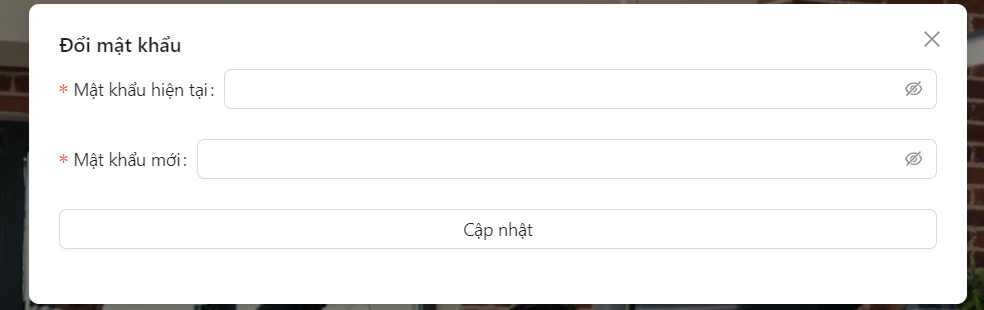 Đổi mật khẩu
* Mật khẩu hiện tại:
* Mật khẩu mới:
Cập nhật